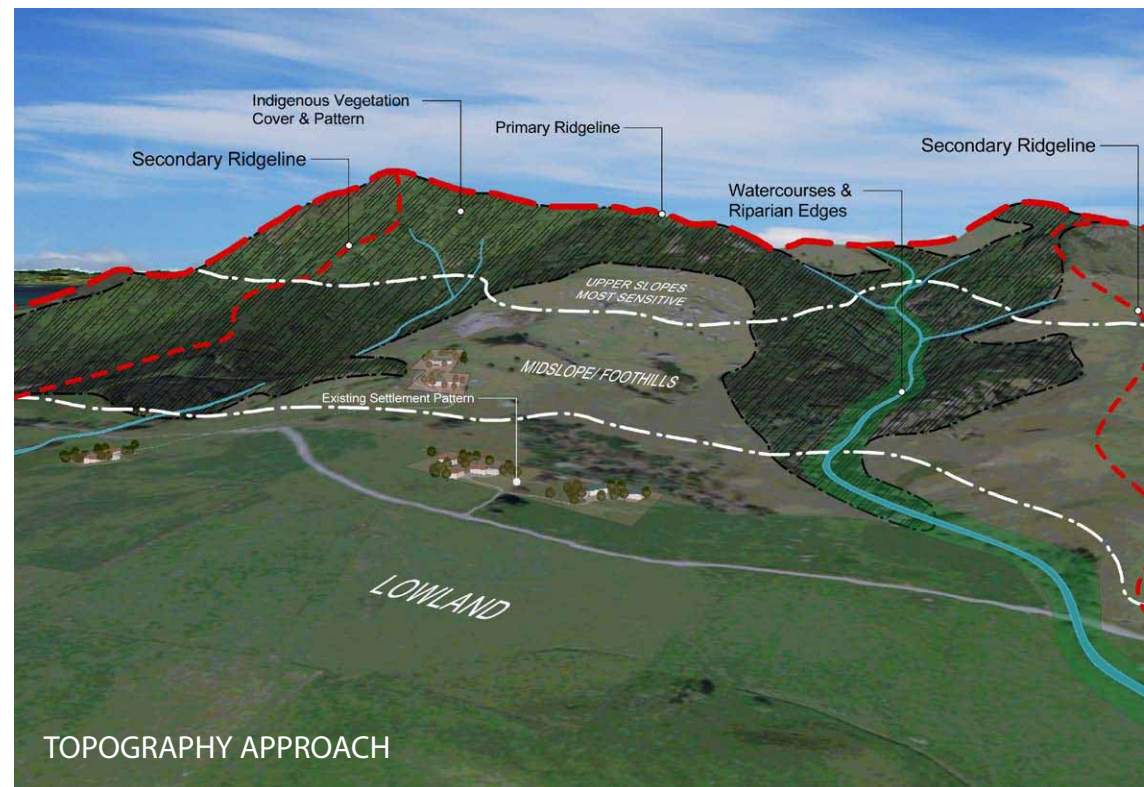 Indigenous Vegetation
Cover & Pattern
Primary Ridgeline
Secondary Ridgeline
Secondary Ridgeline
Watercourses &
Riparian Edges
UPPER SLOPES
MOST SENSITIVE
MIDSLOPE/ FOOTHILLS
Existing Settlement Pattern
LOWLAND
TOPOGRAPHY APPROACH